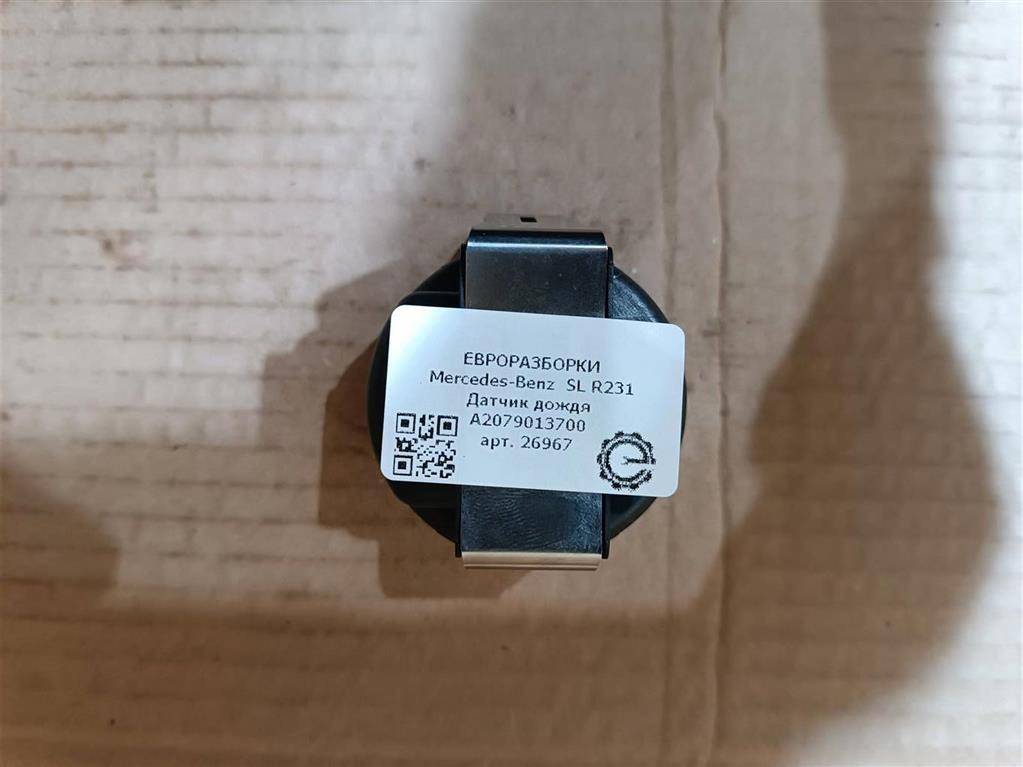 ЕВРОРАЗБОРКИ
Mercedes-Benz SL R231
Датчик дождя
A2079013700
арт. 26967